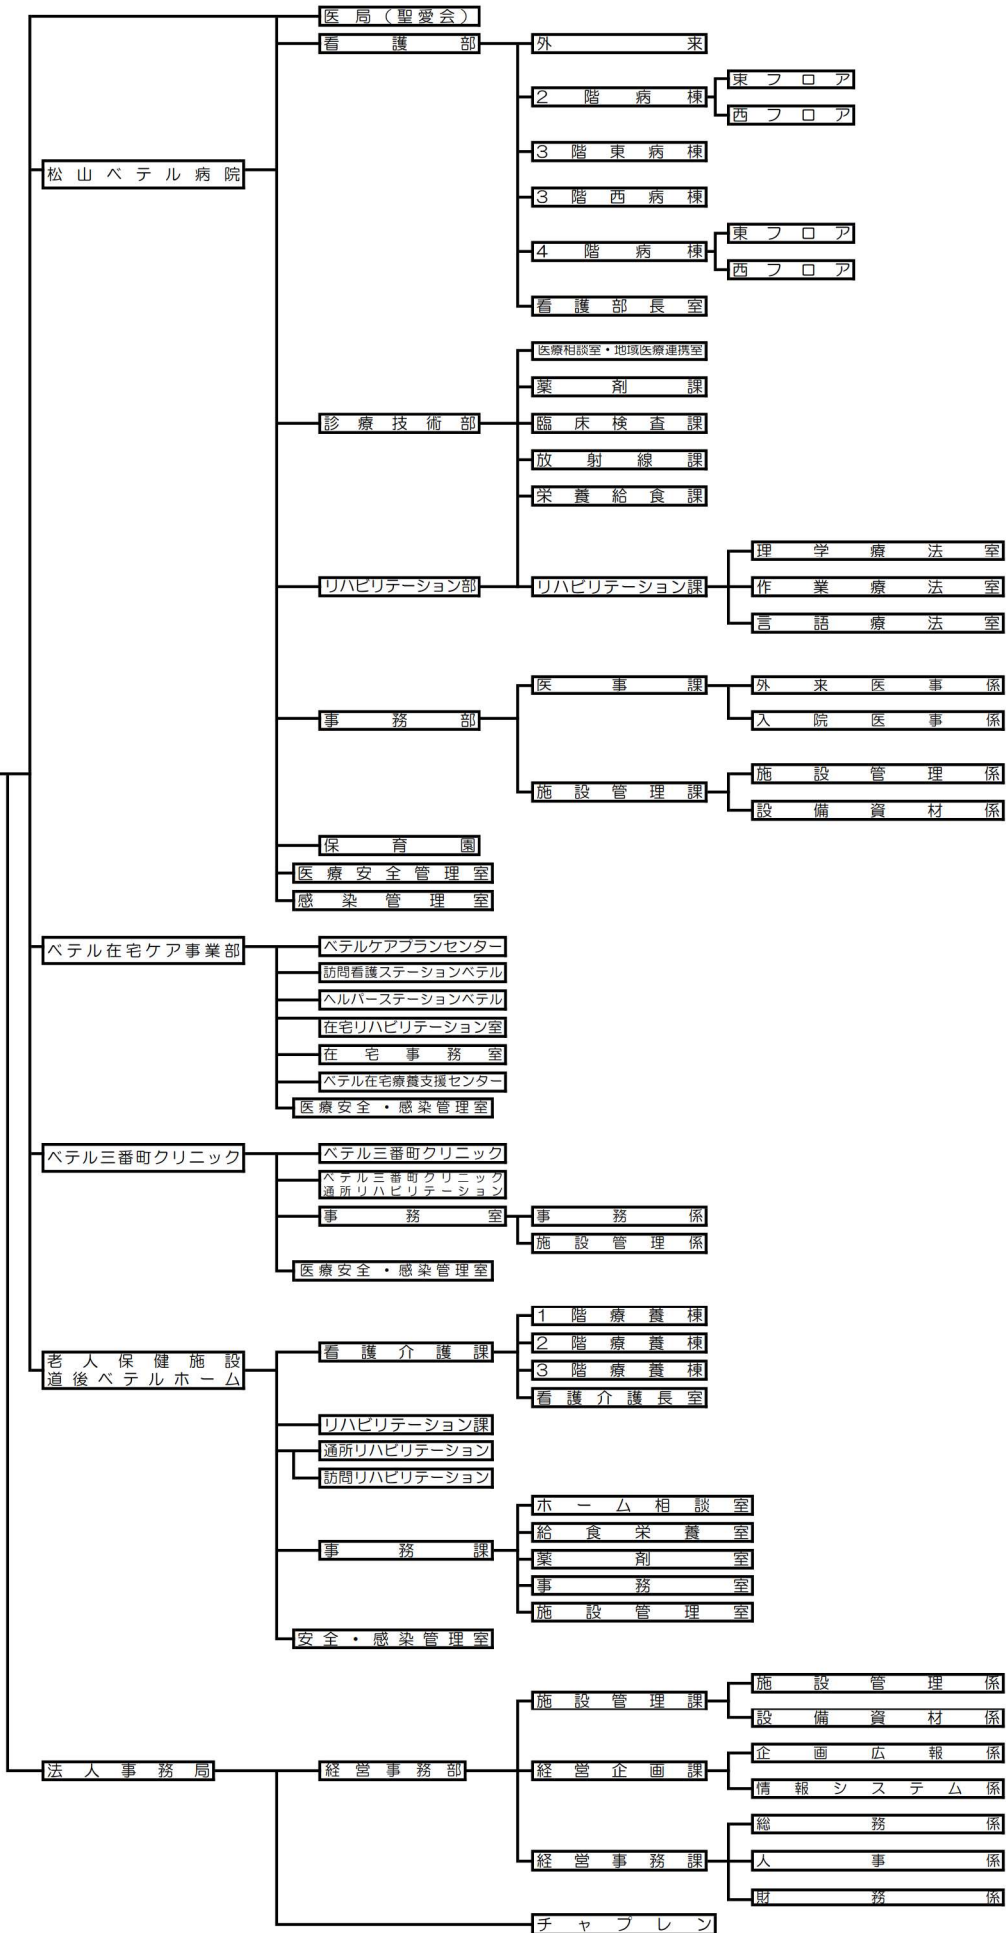 医局（聖愛会）
看護部
外来
2階病棟
東フロア
西フロア
3階東病棟
3階西病棟
4階病棟
東フロア
西フロア
看護部長室
松山ベテル病院
診療技術部
医療相談室・地域医療連携室
薬剤課
臨床検査課
放射線課
栄養給食課
リハビリテーション部
リハビリテーション課
理学療法室
作業療法室
言語療法室
事務部
医事課
外来医事係
入院医事係
施設管理課
施設管理係
設備資材係
保育園
医療安全管理室
感染管理室
ベテル在宅ケア事業部
ベテルケアプランセンター
訪問看護ステーションベテル
ヘルパーステーションベテル
在宅リハビリテーション室
在宅事務室
ベテル在宅療養支援センター
医療安全・感染管理室
ベテル三番町クリニック
ベテル三番町クリニック
ベテル三番町クリニック
通所リハビリテーション
事務室
事務係
施設管理係
医療安全・感染管理室
老人保健施設
道後ベテルホーム
看護介護課
1階療養棟
2階療養棟
3階療養棟
看護介護長室
リハビリテーション課
通所リハビリテーション
訪問リハビリテーション
事務課
ホーム相談室
給食栄養室
薬剤室
事務室
施設管理室
安全・感染管理室
法人事務局
経営事務部
施設管理課
施設管理係
設備資材係
経営企画課
企画広報係
情報システム係
経営事務課
総務係
人事係
財務係
チャプレン